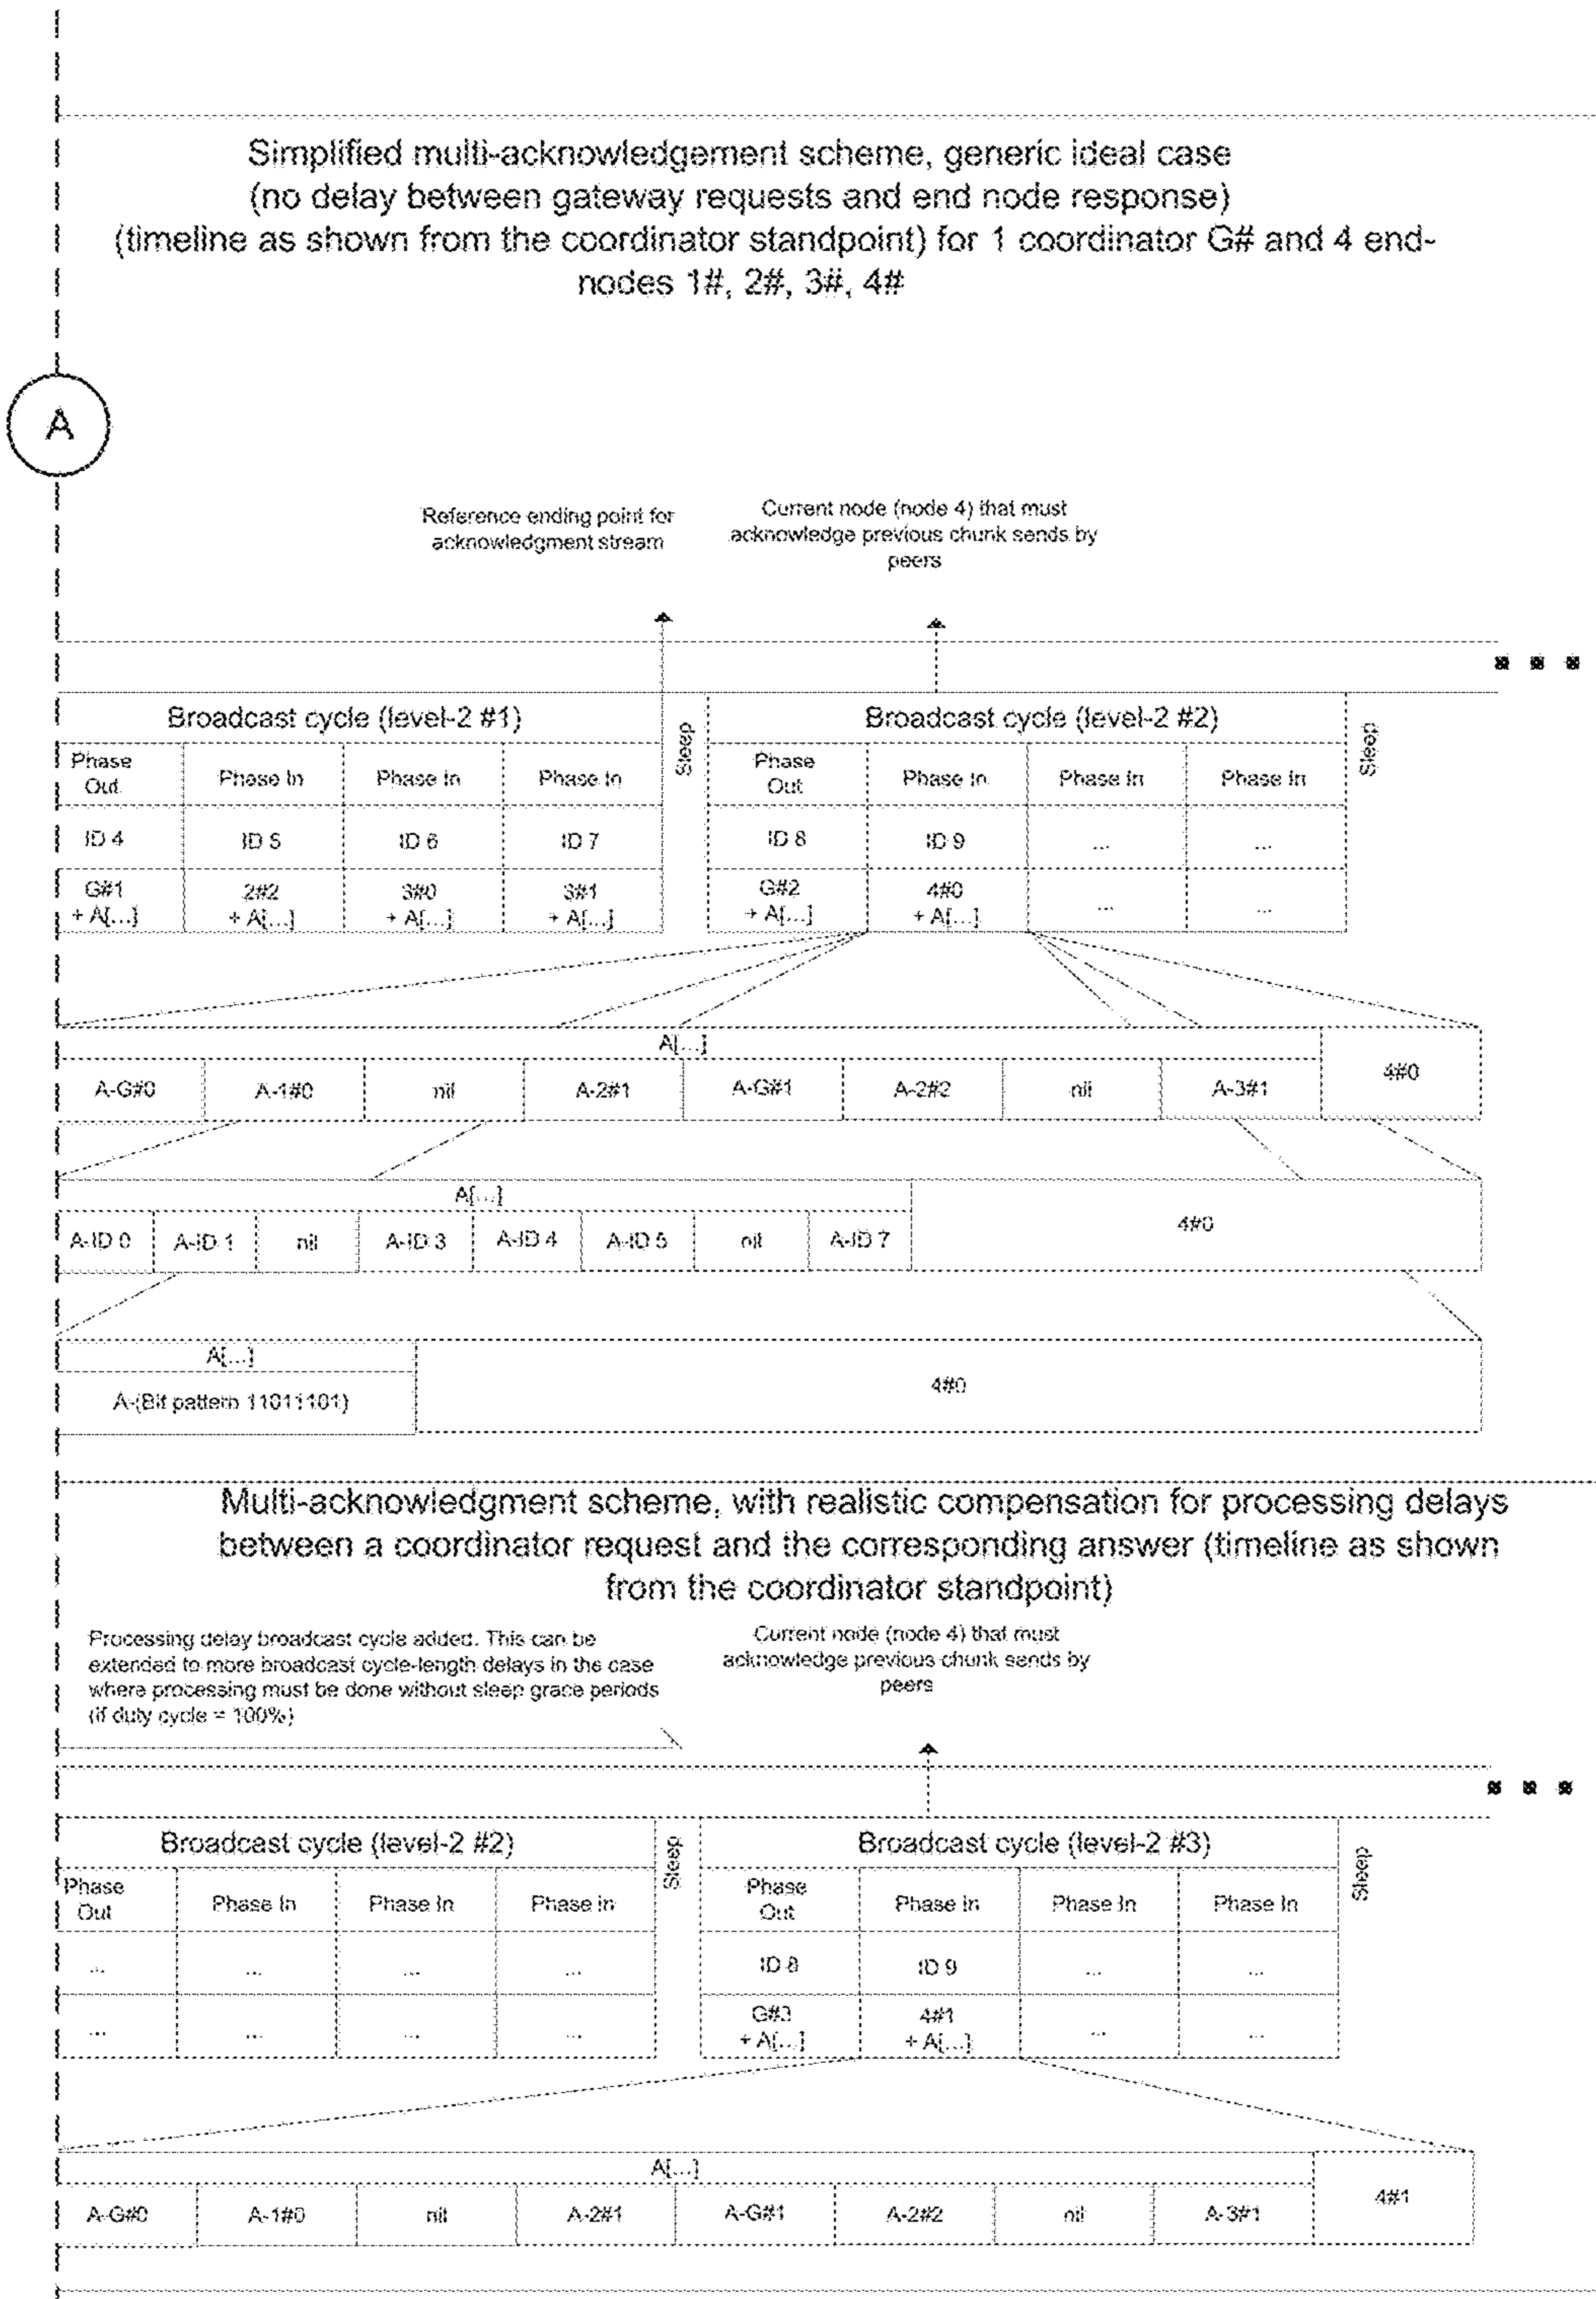 Simplified multi-acknowledgement scheme, generic ideal case
(no delay between gateway requests and end node response)
(timeline as shown from the coordinator standpoint) for 1 coordinator G# and 4 end-
nodes 1#, 2#, 3#, 4#
A
Reference ending point for
acknowledgment stream
Current node (node 4) that must
acknowledge previous chunk sends by
peers
Broadcast cycle (level-2 #1)
Sleep
Broadcast cycle (level-2 #2)
Sleep
Phase
Out
Phase In
Phase In
Phase In
Phase
Out
Phase In
Phase In
Phase In
ID 4
ID 5
ID 6
ID 7
ID 8
ID 9
...
...
G#1
+ A[...]
2#2
+ A[...]
3#0
+ A[...]
3#1
+ A[...]
G#2
+ A[...]
4#0
+ A[...]
...
...
A[...]
A-G#0
A-1#0
nil
A-2#1
A-G#1
A-2#2
nil
A-3#1
4#0
A[...]
A-ID 0
A-ID 1
nil
A-ID 3
A-ID 4
A-ID 5
nil
A-ID 7
4#0
A[...]
A-(Bit pattern 11011101)
4#0
Multi-acknowledgment scheme, with realistic compensation for processing delays
between a coordinator request and the corresponding answer (timeline as shown
from the coordinator standpoint)
Processing delay broadcast cycle added. This can be
extended to more broadcast cycle-length delays in the case
where processing must be done without sleep grace periods
(if duty cycle = 100%)
Current node (node 4) that must
acknowledge previous chunk sends by
peers
Broadcast cycle (level-2 #2)
Sleep
Broadcast cycle (level-2 #3)
Sleep
Phase
Out
Phase In
Phase In
Phase In
Phase
Out
Phase In
Phase In
Phase In
...
...
...
...
ID 8
ID 9
...
...
...
...
...
...
G#3
+ A[...]
4#1
+ A[...]
...
...
A[...]
A-G#0
A-1#0
nil
A-2#1
A-G#1
A-2#2
nil
A-3#1
4#1